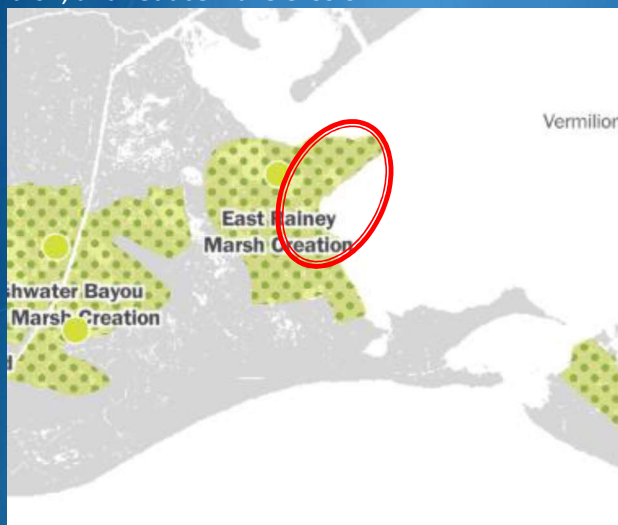 Vermilion
East Rainey
Marsh Creation
shwater Bayou
Marsh Creation
d